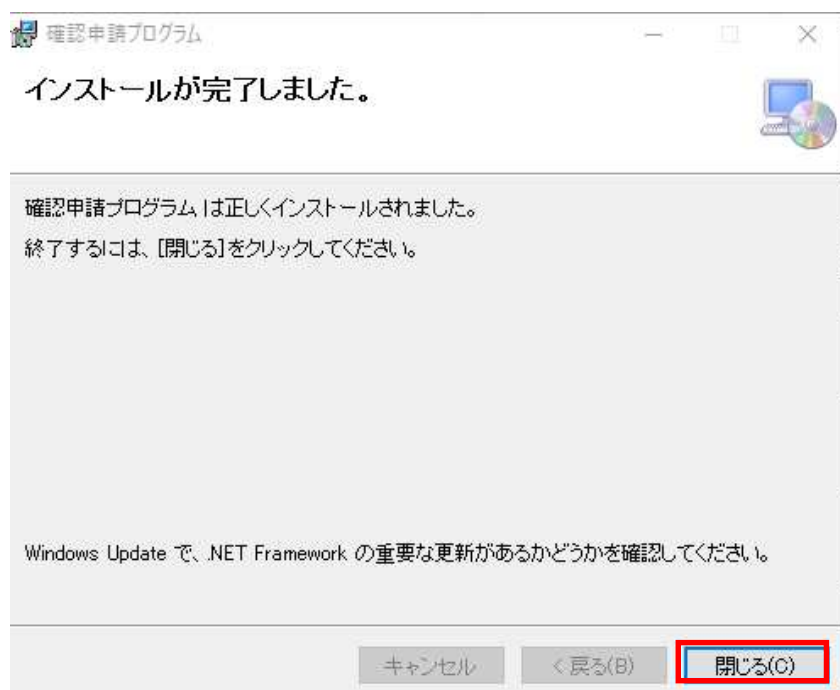 確認申請プログラム
インストールが完了しました。
確認申請プログラム は正しくインストールされました。
終了するには、[閉じる]をクリックしてください。
Windows Update で、.NET Framework の重要な更新があるかどうかを確認してください。
キャンセル
< 戻る(B)
閉じる(C)